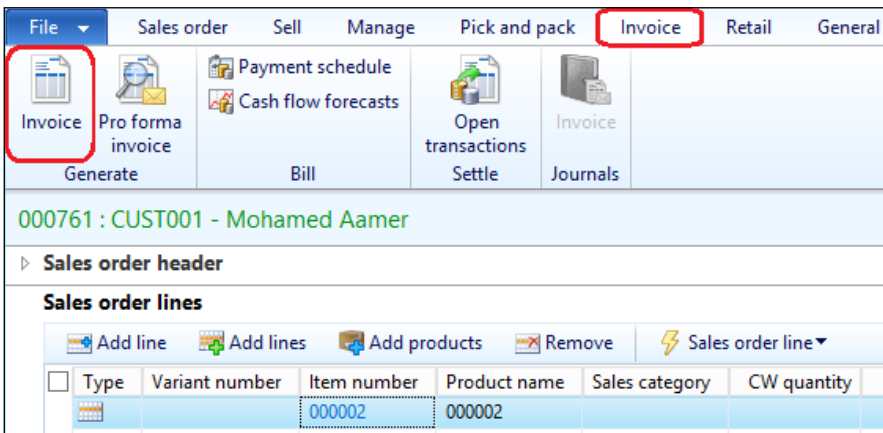 File Sales order Sell Manage Pick and pack Invoice Retail General
Payment schedule
Cash flow forecasts
Invoice Pro forma invoice Open transactions Invoice
Generate Bill Settle Journals
000761 : CUST001 - Mohamed Aamer
Sales order header
Sales order lines
Add line Add lines Add products Remove Sales order line
Type Variant number Item number Product name Sales category CW quantity
000002 000002